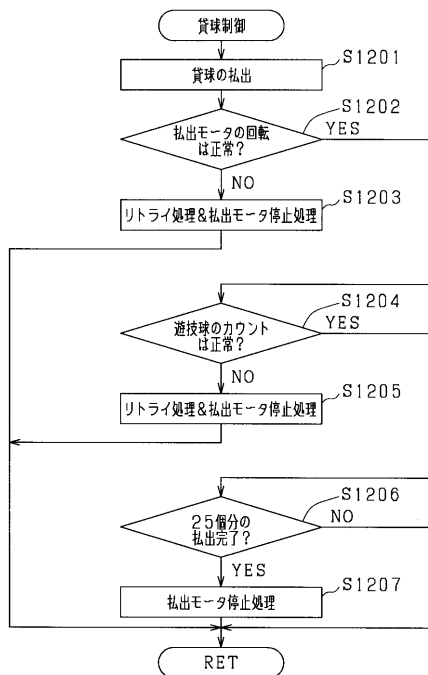 貸球制御
S1201
貸球の払出
S1202
払出モータの回転
は正常?
YES
NO
S1203
リトライ処理&払出モータ停止処理
S1204
遊技球のカウント
は正常?
YES
NO
S1205
リトライ処理&払出モータ停止処理
S1206
25個分の
払出完了?
NO
YES
S1207
払出モータ停止処理
RET